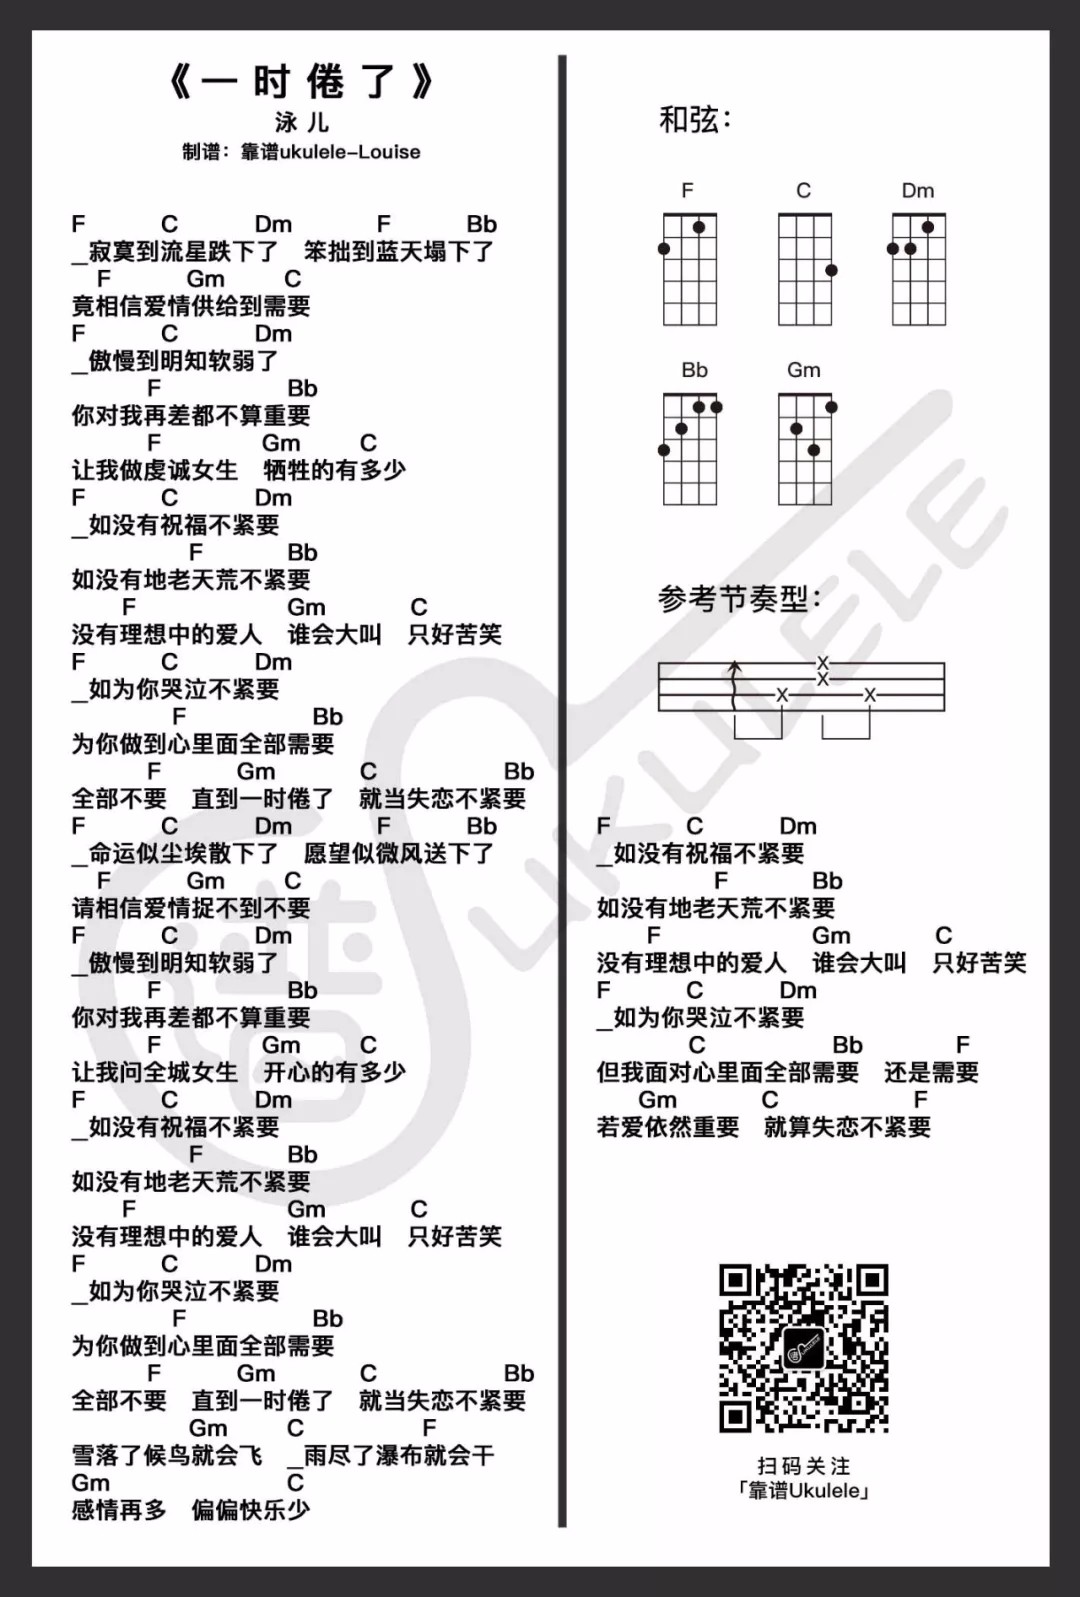 《一时倦了》
泳儿
制谱：靠谱ukulele-Louise
F C Dm F Bb
_寂寞到流星跌下了 笨拙到蓝天塌下了
F Gm C
竟相信爱情供给到需要
F C Dm
_傲慢到明知软弱了
F Bb
你对我再差都不算重要
F Gm C
让我做虔诚女生 牺牲的有多少
F C Dm
_如没有祝福不紧要
F Bb
如没有地老天荒不紧要
F Gm C
没有理想中的爱人 谁会大叫 只好苦笑
F C Dm
_如为你哭泣不紧要
F Bb
为你做到心里面全部需要
F Gm C Bb
全部不要 直到一时倦了 就当失恋不紧要
F C Dm F Bb
_命运似尘埃散下了 愿望似微风送下了
F Gm C
请相信爱情捉不到不要
F C Dm
_傲慢到明知软弱了
F Bb
你对我再差都不算重要
F Gm C
让我问全城女生 开心的有多少
F C Dm
_如没有祝福不紧要
F Bb
如没有地老天荒不紧要
F Gm C
没有理想中的爱人 谁会大叫 只好苦笑
F C Dm
_如为你哭泣不紧要
F Bb
为你做到心里面全部需要
F Gm C Bb
全部不要 直到一时倦了 就当失恋不紧要
Gm C F
雪落了候鸟就会飞 _雨尽了瀑布就会干
Gm C
感情再多 偏偏快乐少
和弦：
F C Dm
Bb Gm
参考节奏型：
X
X
X X
F C Dm
_如没有祝福不紧要
F Bb
如没有地老天荒不紧要
F Gm C
没有理想中的爱人 谁会大叫 只好苦笑
F C Dm
_如为你哭泣不紧要
C Bb F
但我面对心里面全部需要 还是需要
Gm C F
若爱依然重要 就算失恋不紧要
扫码关注
「靠谱Ukulele」
谱 UKULELE